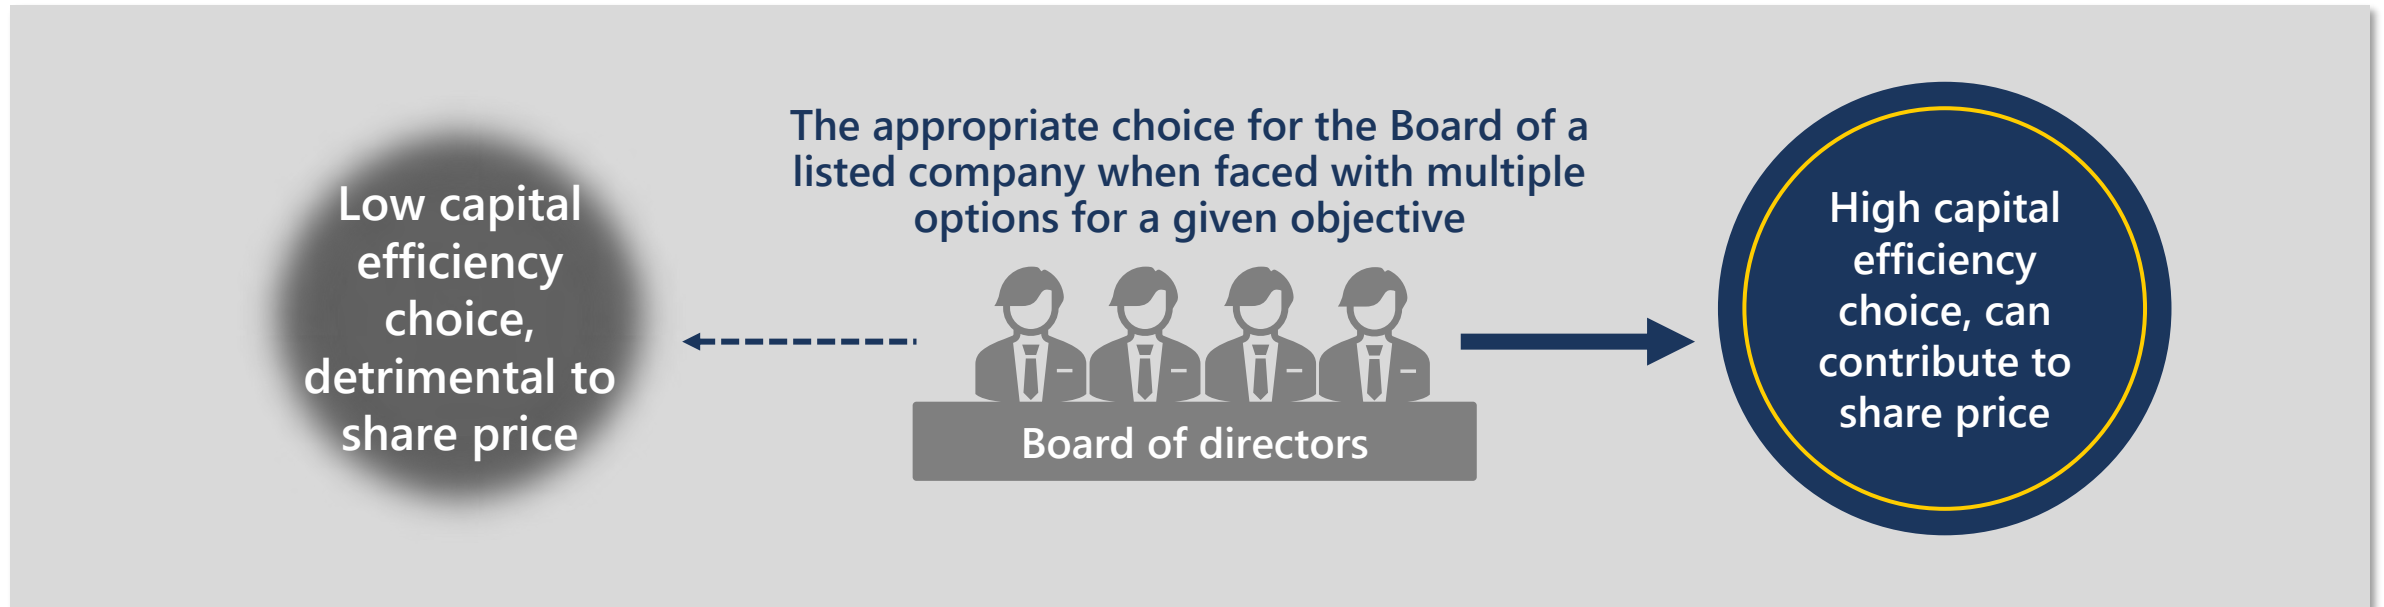 The appropriate choice for the Board of a
listed company when faced with multiple
options for a given objective
Low capital
efficiency
choice,
detrimental to
share price
Board of directors
High capital
efficiency
choice, can
contribute to
share price